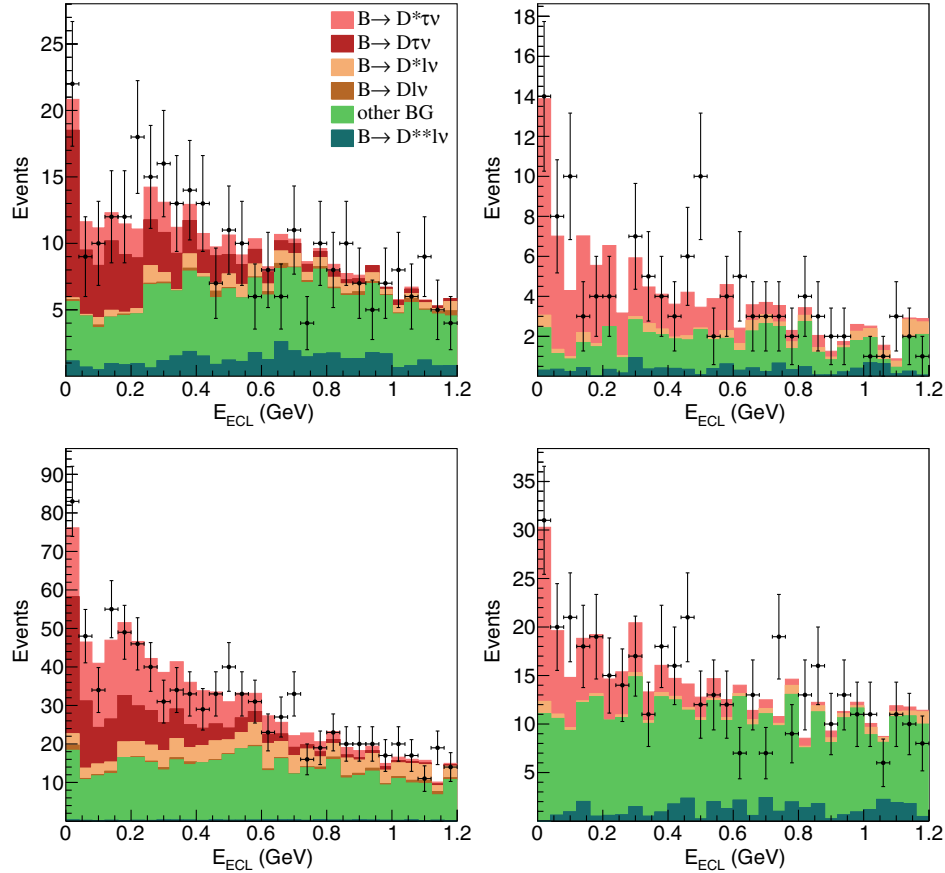 B→ D*τν
B→ Dτν
B→ D*lν
B→ Dlν
other BG
B→ D**lν
Events
25
20
15
10
5
0 0.2 0.4 0.6 0.8 1 1.2
E_ECL (GeV)
Events
18
16
14
12
10
8
6
4
2
0 0.2 0.4 0.6 0.8 1 1.2
E_ECL (GeV)
Events
90
80
70
60
50
40
30
20
10
0 0.2 0.4 0.6 0.8 1 1.2
E_ECL (GeV)
Events
35
30
25
20
15
10
5
0 0.2 0.4 0.6 0.8 1 1.2
E_ECL (GeV)